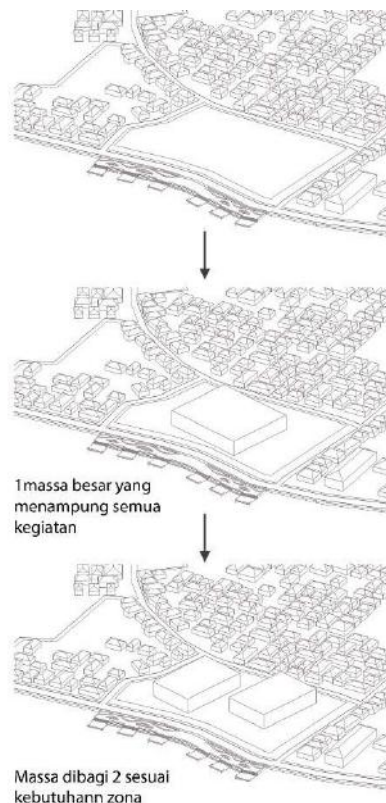 1massa besar yang
menampung semua
kegiatan
Massa dibagi 2 sesuai
kebutuhann zona